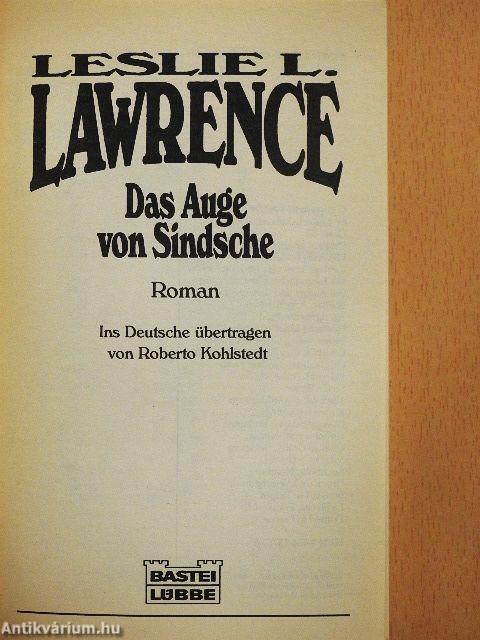 LESLIE L.
LAWRENCE
Das Auge
von Sindsche
Roman
Ins Deutsche übertragen
von Roberto Kohlstedt
BASTEI
LÜBBE
Antikvárium.hu